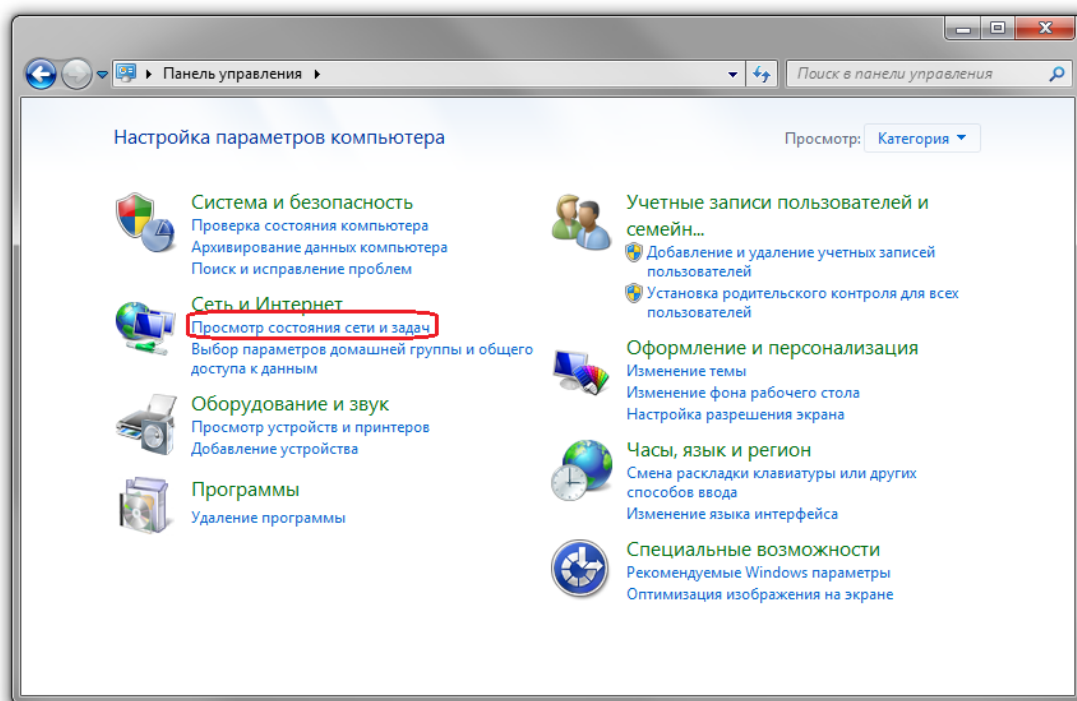 Панель управления
Поиск в панели управления
Настройка параметров компьютера
Просмотр: Категория
Система и безопасность
Проверка состояния компьютера
Архивирование данных компьютера
Поиск и исправление проблем
Сеть и Интернет
Просмотр состояния сети и задач
Выбор параметров домашней группы и общего
доступа к данным
Оборудование и звук
Просмотр устройств и принтеров
Добавление устройства
Программы
Удаление программы
Учетные записи пользователей и
семейн...
Добавление и удаление учетных записей
пользователей
Установка родительского контроля для всех
пользователей
Оформление и персонализация
Изменение темы
Изменение фона рабочего стола
Настройка разрешения экрана
Часы, язык и регион
Смена раскладки клавиатуры или других
способов ввода
Изменение языка интерфейса
Специальные возможности
Рекомендуемые Windows параметры
Оптимизация изображения на экране